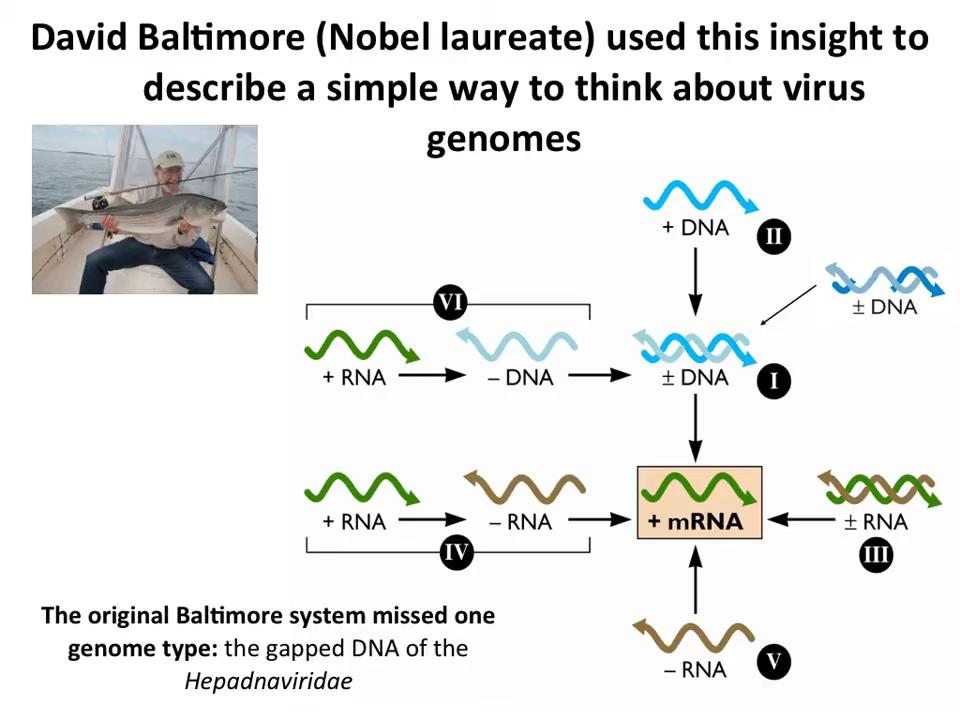 David Baltimore (Nobel laureate) used this insight to
describe a simple way to think about virus
genomes
+ DNA
II
± DNA
VI
+ RNA
– DNA
± DNA
I
+ RNA
– RNA
+ mRNA
± RNA
IV
III
The original Baltimore system missed one
genome type: the gapped DNA of the
Hepadnaviridae
– RNA
V